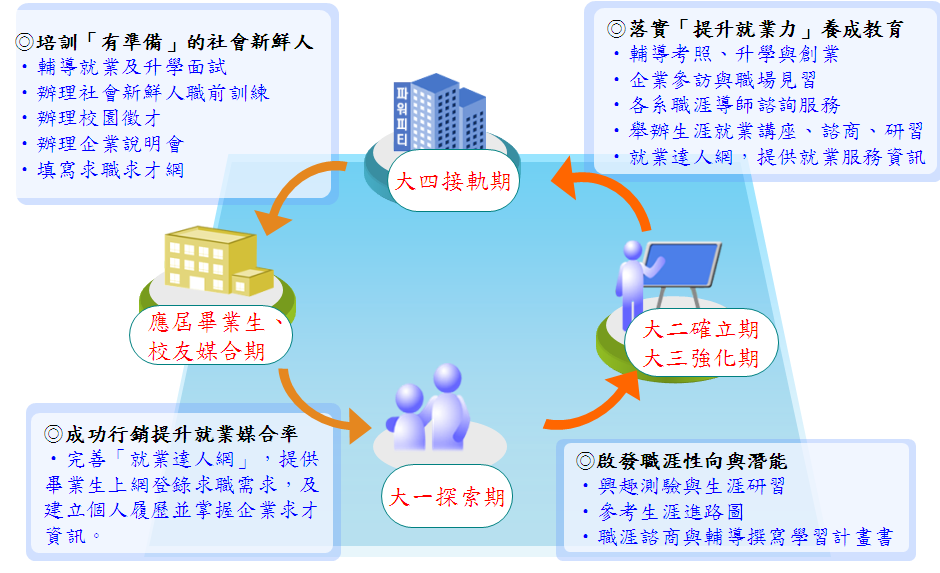 ◎培訓「有準備」的社會新鮮人
・輔導就業及升學面試
・辦理社會新鮮人職前訓練
・辦理校園徵才
・辦理企業說明會
・填寫求職求才網
◎落實「提升就業力」養成教育
・輔導考照、升學與創業
・企業參訪與職場見習
・各系職涯導師諮詢服務
・舉辦生涯就業講座、諮商、研習
・就業達人網，提供就業服務資訊
파워피티
大四接軌期
應屆畢業生、
校友媒合期
大二確立期
大三強化期
大一探索期
◎成功行銷提升就業媒合率
・完善「就業達人網」，提供
畢業生上網登錄求職需求，及
建立個人履歷並掌握企業求才
資訊。
◎啟發職涯性向與潛能
・興趣測驗與生涯研習
・參考生涯進路圖
・職涯諮商與輔導撰寫學習計畫書